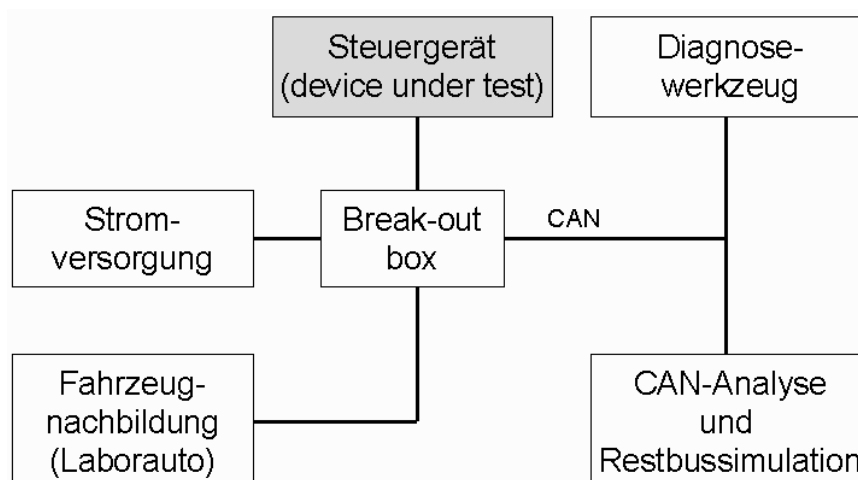 Steuergerät
(device under test)
Diagnose-
werkzeug
Strom-
versorgung
Break-out
box
CAN
Fahrzeug-
nachbildung
(Laborauto)
CAN-Analyse
und
Restbussimulation